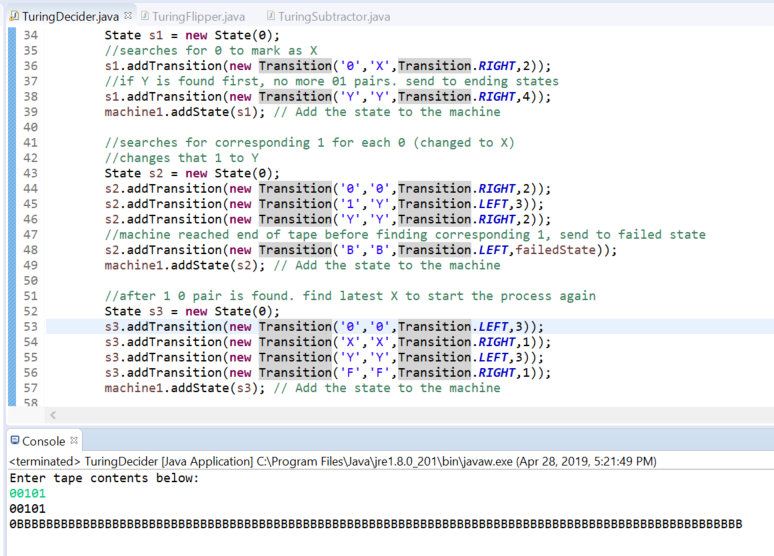 TuringDecider.java TuringFlipper.java TuringSubtractor.java
34 State s1 = new State(0);
35 //searches for 0 to mark as X
36 s1.addTransition(new Transition('0','X',Transition.RIGHT,2));
37 //if Y is found first, no more 01 pairs. send to ending states
38 s1.addTransition(new Transition('Y','Y',Transition.RIGHT,4));
39 machine1.addState(s1); // Add the state to the machine
40
41 //searches for corresponding 1 for each 0 (changed to X)
42 //changes that 1 to Y
43 State s2 = new State(0);
44 s2.addTransition(new Transition('0','0',Transition.RIGHT,2));
45 s2.addTransition(new Transition('1','Y',Transition.LEFT,3));
46 s2.addTransition(new Transition('Y','Y',Transition.RIGHT,2));
47 //machine reached end of tape before finding corresponding 1, send to failed state
48 s2.addTransition(new Transition('B','B',Transition.LEFT,failedState));
49 machine1.addState(s2); // Add the state to the machine
50
51 //after 1 0 pair is found. find latest X to start the process again
52 State s3 = new State(0);
53 s3.addTransition(new Transition('0','0',Transition.LEFT,3));
54 s3.addTransition(new Transition('X','X',Transition.RIGHT,1));
55 s3.addTransition(new Transition('Y','Y',Transition.LEFT,3));
56 s3.addTransition(new Transition('F','F',Transition.RIGHT,1));
57 machine1.addState(s3); // Add the state to the machine
58
Console
<terminated> TuringDecider [Java Application] C:\Program Files\Java\jre1.8.0_201\bin\javaw.exe (Apr 28, 2019, 5:21:49 PM)
Enter tape contents below:
00101
00101
0BBBBBBBBBBBBBBBBBBBBBBBBBBBBBBBBBBBBBBBBBBBBBBBBBBBBBBBBBBBBBBBBBBBBBBBBBBBBBBBBBBBBBBBBBBBBBBBBBBB